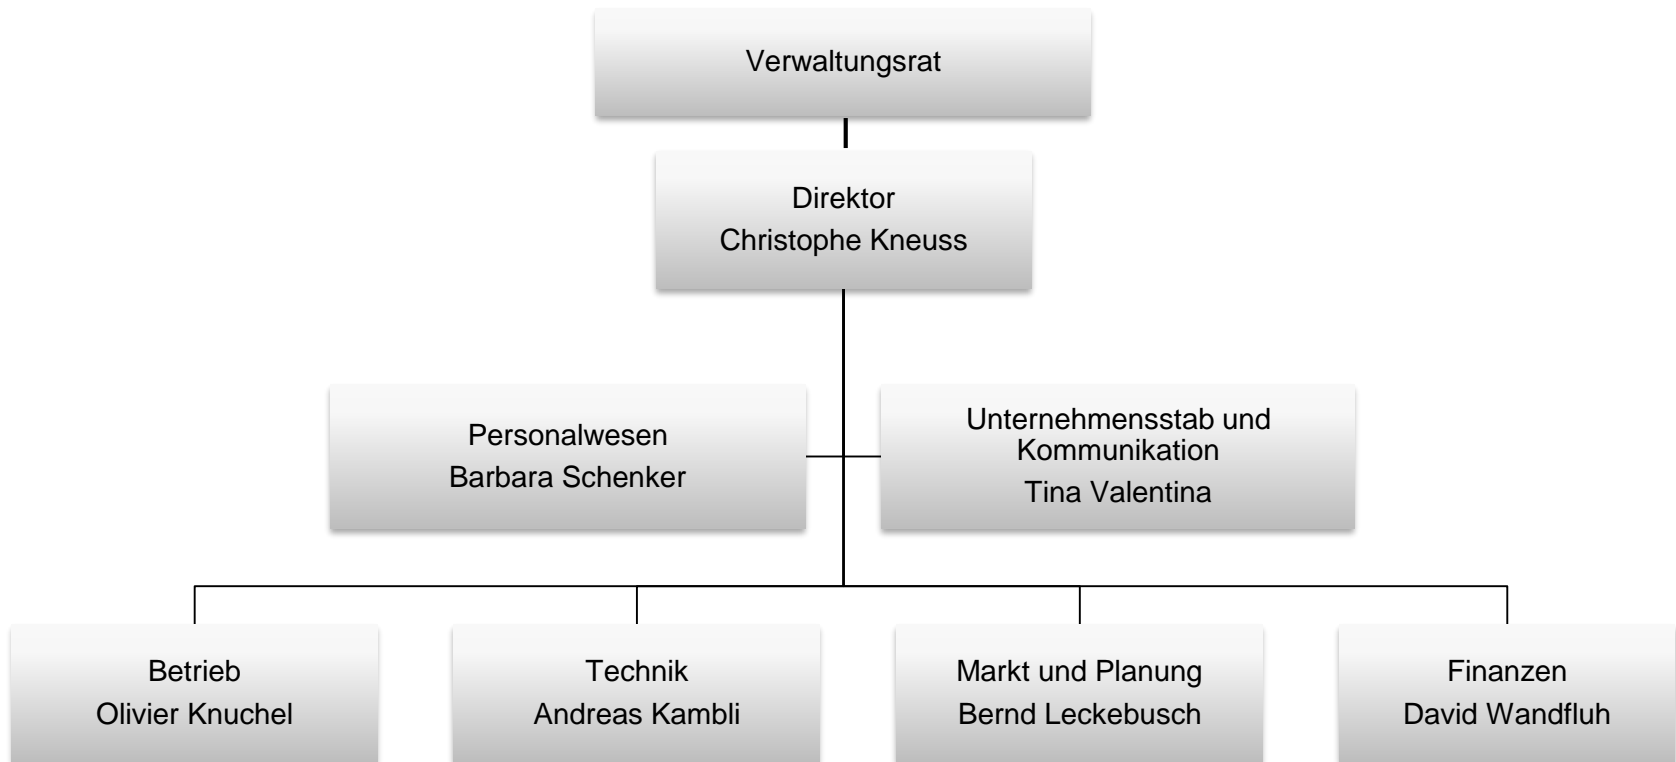 Verwaltungsrat
Direktor
Christophe Kneuss
Personalwesen
Barbara Schenker
Unternehmensstab und
Kommunikation
Tina Valentina
Betrieb
Olivier Knuchel
Technik
Andreas Kambli
Markt und Planung
Bernd Leckebusch
Finanzen
David Wandfluh